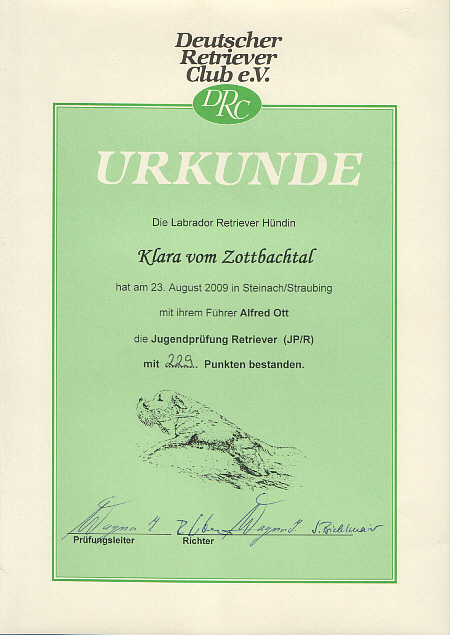 Deutscher
Retriever
Club e.V.
DRC
URKUNDE
Die Labrador Retriever Hündin
Klara vom Zottbachtal
hat am 23. August 2009 in Steinach/Straubing
mit ihrem Führer Alfred Ott
die Jugendprüfung Retriever (JP/R)
mit 229. Punkten bestanden.
Wagner
Prüfungsleiter Richter